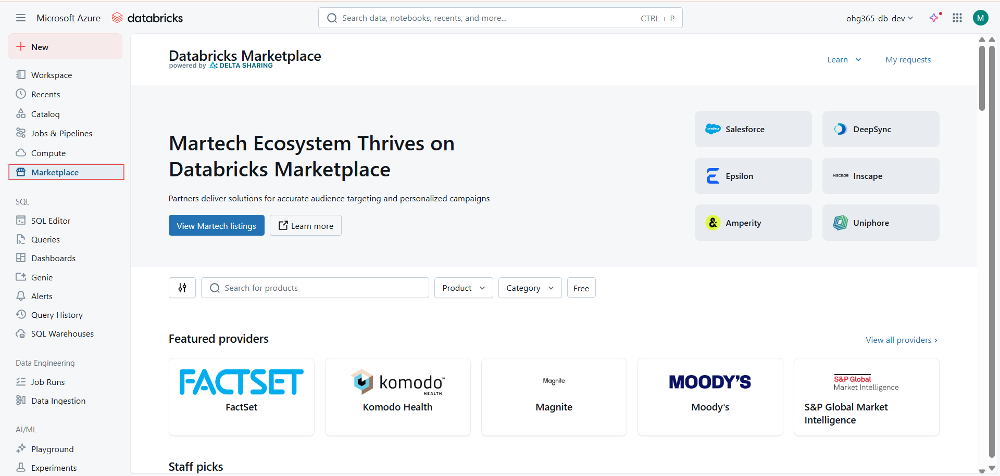 Microsoft Azure
databricks
Search data, notebooks, recents, and more...
CTRL + P
ohg365-db-dev
M
New
Workspace
Recents
Catalog
Jobs & Pipelines
Compute
Marketplace
SQL
SQL Editor
Queries
Dashboards
Genie
Alerts
Query History
SQL Warehouses
Data Engineering
Job Runs
Data Ingestion
AI/ML
Playground
Experiments
Databricks Marketplace
powered by DELTA SHARING
Learn
My requests
Martech Ecosystem Thrives on
Databricks Marketplace
Partners deliver solutions for accurate audience targeting and personalized campaigns
View Martech listings
Learn more
salesforce
Salesforce
DeepSync
Epsilon
INSCAPE
Inscape
&
Amperity
Uniphore
Search for products
Product
Category
Free
Featured providers
View all providers ›
FACTSET
FactSet
komodo™
HEALTH
Komodo Health
Magnite
Magnite
MOODY'S
Moody's
S&P Global
Market Intelligence
S&P Global Market
Intelligence
Staff picks